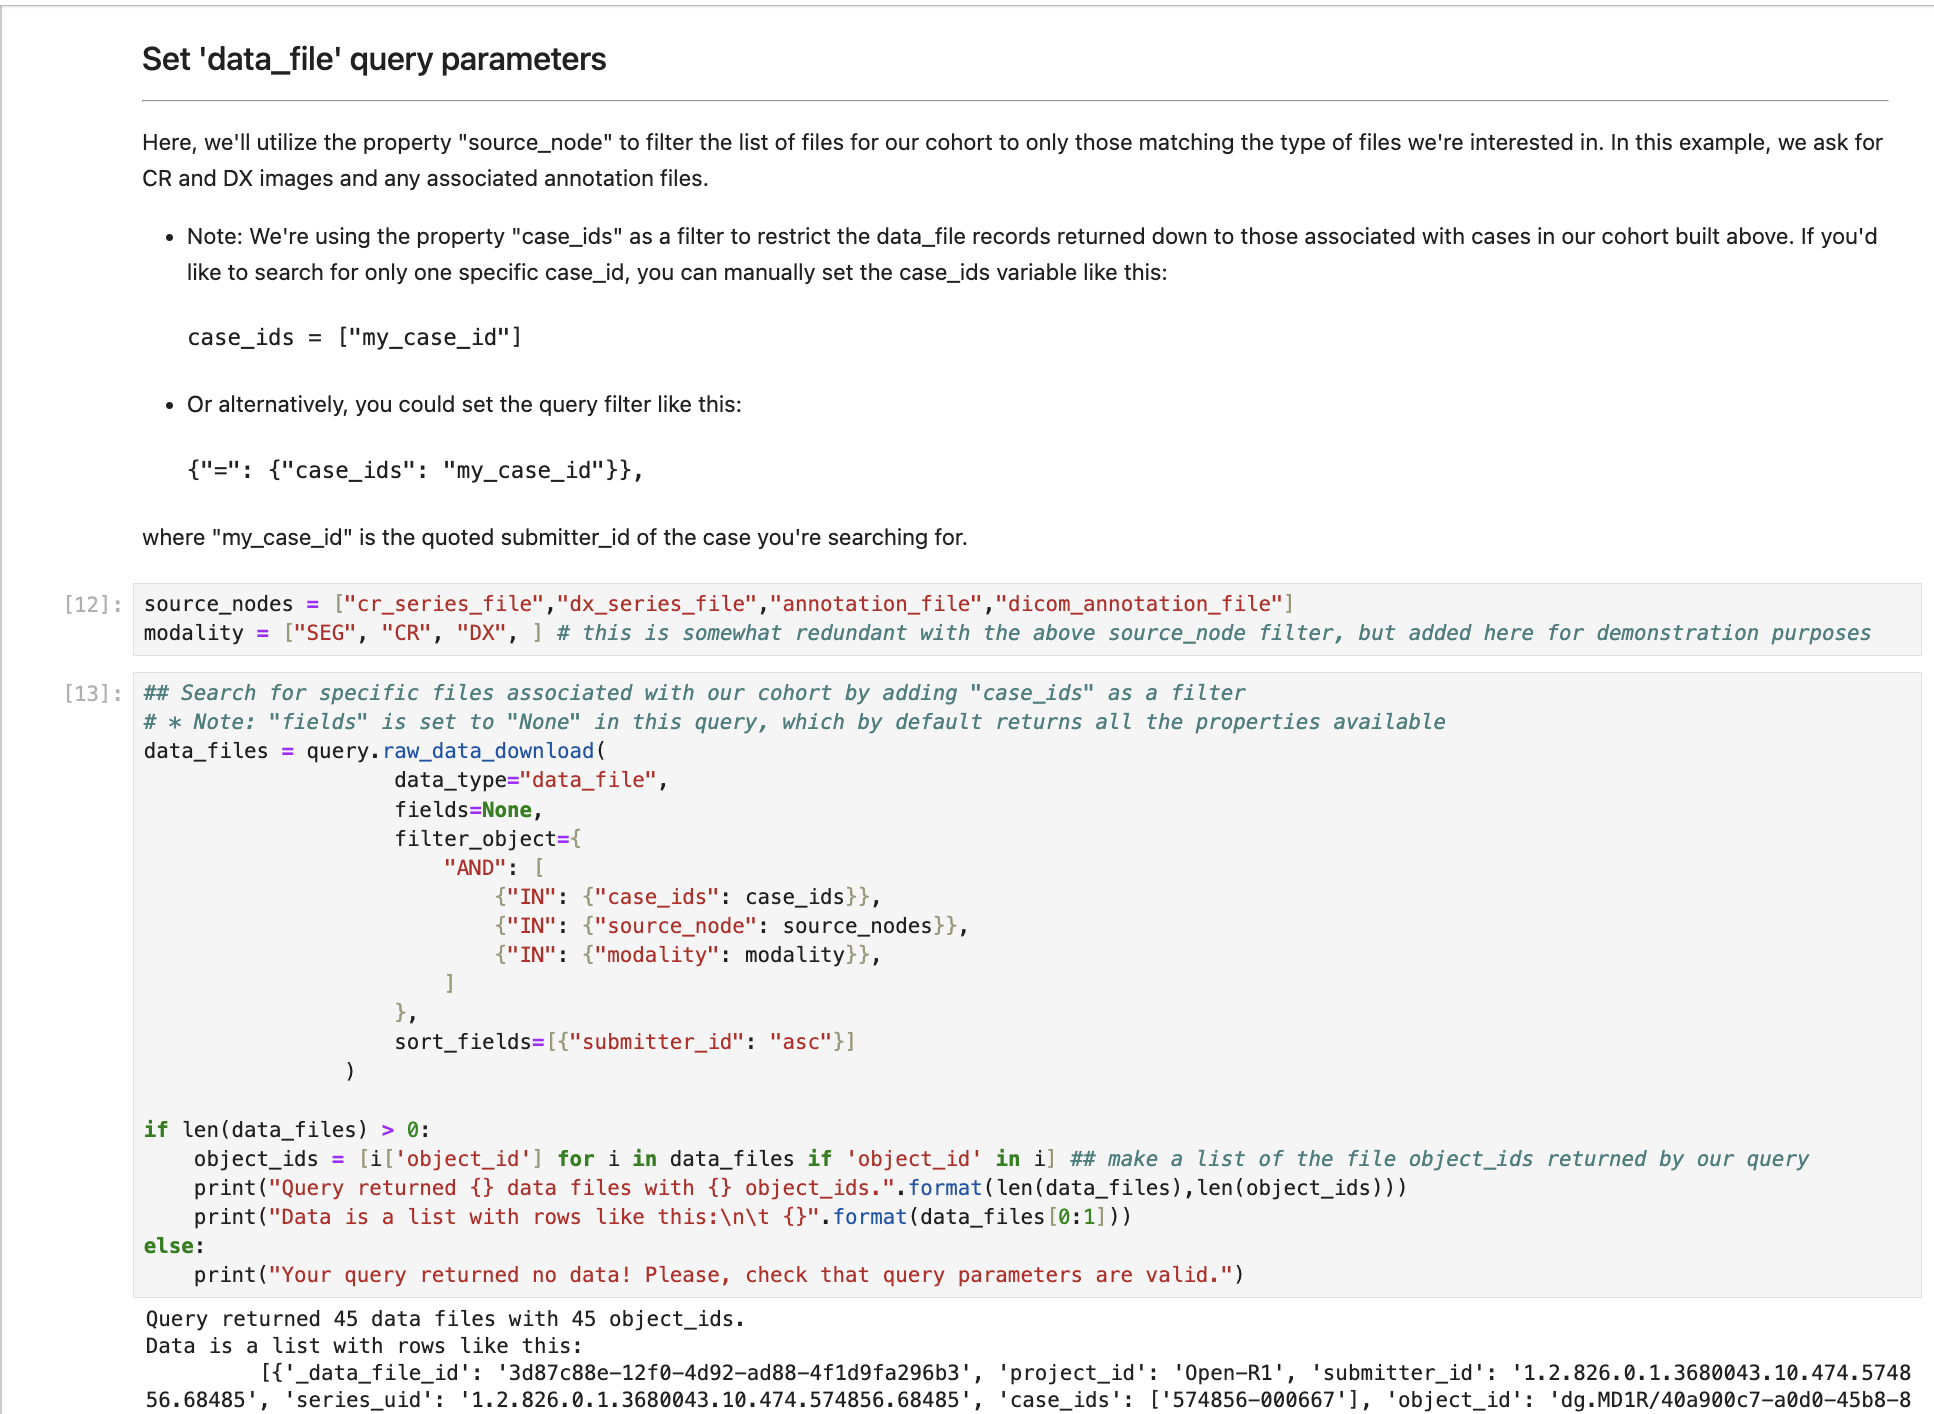 Set 'data_file' query parameters
Here, we'll utilize the property "source_node" to filter the list of files for our cohort to only those matching the type of files we're interested in. In this example, we ask for
CR and DX images and any associated annotation files.
• Note: We're using the property "case_ids" as a filter to restrict the data_file records returned down to those associated with cases in our cohort built above. If you'd
like to search for only one specific case_id, you can manually set the case_ids variable like this:
case_ids = ["my_case_id"]
• Or alternatively, you could set the query filter like this:
{"=": {"case_ids": "my_case_id"}},
where "my_case_id" is the quoted submitter_id of the case you're searching for.
[12]: source_nodes = ["cr_series_file","dx_series_file","annotation_file","dicom_annotation_file"]
modality = ["SEG", "CR", "DX", ] # this is somewhat redundant with the above source_node filter, but added here for demonstration purposes
[13]: ## Search for specific files associated with our cohort by adding "case_ids" as a filter
# * Note: "fields" is set to "None" in this query, which by default returns all the properties available
data_files = query.raw_data_download(
data_type="data_file",
fields=None,
filter_object={
"AND": [
{"IN": {"case_ids": case_ids}},
{"IN": {"source_node": source_nodes}},
{"IN": {"modality": modality}},
]
},
sort_fields=[{"submitter_id": "asc"}]
)
if len(data_files) > 0:
object_ids = [i['object_id'] for i in data_files if 'object_id' in i] ## make a list of the file object_ids returned by our query
print("Query returned {} data files with {} object_ids.".format(len(data_files),len(object_ids)))
print("Data is a list with rows like this:\n\t {}".format(data_files[0:1]))
else:
print("Your query returned no data! Please, check that query parameters are valid.")
Query returned 45 data files with 45 object_ids.
Data is a list with rows like this:
[{'_data_file_id': '3d87c88e-12f0-4d92-ad88-4f1d9fa296b3', 'project_id': 'Open-R1', 'submitter_id': '1.2.826.0.1.3680043.10.474.5748
56.68485', 'series_uid': '1.2.826.0.1.3680043.10.474.574856.68485', 'case_ids': ['574856-000667'], 'object_id': 'dg.MD1R/40a900c7-a0d0-45b8-8